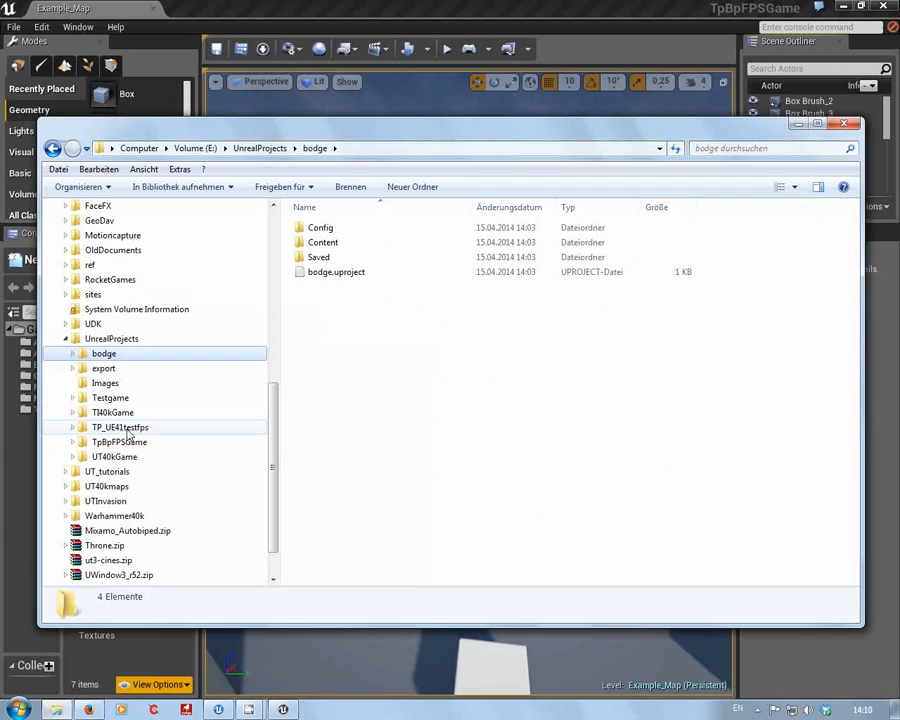 Example_Map
TpBpFPSGame
File Edit Window Help
Enter console command
Modes
Scene Outliner
Recently Placed
Box
Perspective Lit Show
10 10° 0,25 4
Search Actors
Geometry
Actor
Lights
Box Brush_2
Visual
Basic
Volum
All Clas
Computer Volume (E:) UnrealProjects bodge
bodge durchsuchen
Datei Bearbeiten Ansicht Extras ?
Organisieren In Bibliothek aufnehmen Freigeben für Brennen Neuer Ordner
Name Änderungsdatum Typ Größe
FaceFX
GeoDav
Motioncapture
OldDocuments
ref
RocketGames
sites
System Volume Information
UDK
UnrealProjects
bodge
export
Images
Testgame
TI40kGame
TP_UE41testfps
TpBpFPSGame
UT40kGame
UT_tutorials
UT40kmaps
UTInvasion
Warhammer40k
Mixamo_Autobiped.zip
Throne.zip
ut3-cines.zip
UWindow3_r52.zip
Config 15.04.2014 14:03 Dateiordner
Content 15.04.2014 14:03 Dateiordner
Saved 15.04.2014 14:03 Dateiordner
bodge.uproject 15.04.2014 14:03 UPROJECT-Datei 1 KB
4 Elemente
Textures
Colle
7 items View Options
Level: Example_Map (Persistent)
EN 14:10